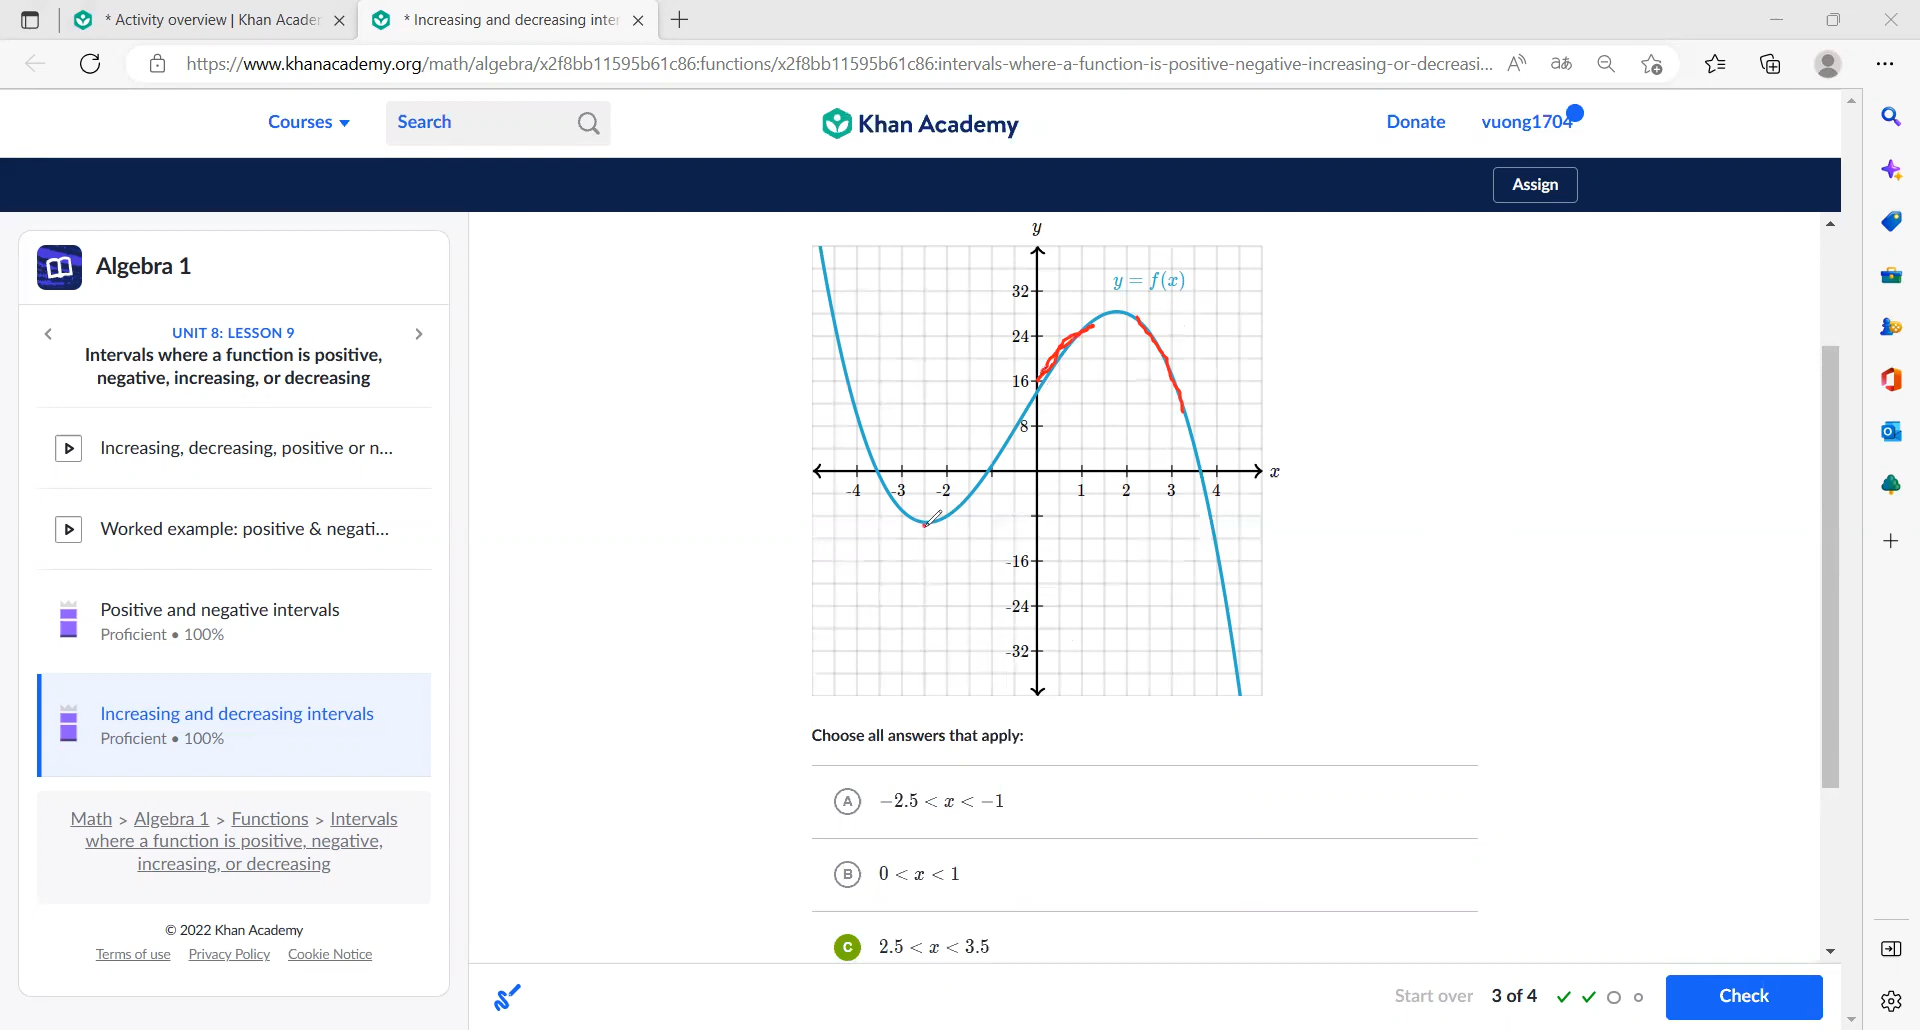 * Activity overview | Khan Acader
* Increasing and decreasing inter
https://www.khanacademy.org/math/algebra/x2f8bb11595b61c86:functions/x2f8bb11595b61c86:intervals-where-a-function-is-positive-negative-increasing-or-decreasi...
Courses
Search
Khan Academy
Donate
vuong1704
Assign
Algebra 1
UNIT 8: LESSON 9
Intervals where a function is positive,
negative, increasing, or decreasing
Increasing, decreasing, positive or n...
Worked example: positive & negati...
Positive and negative intervals
Proficient • 100%
Increasing and decreasing intervals
Proficient • 100%
Math > Algebra 1 > Functions > Intervals
where a function is positive, negative,
increasing, or decreasing
© 2022 Khan Academy
Terms of use Privacy Policy Cookie Notice
y
y = f(x)
32
24
16
8
x
-4 -3 -2 1 2 3 4
-16
-24
-32
Choose all answers that apply:
A −2.5 < x < −1
B 0 < x < 1
C 2.5 < x < 3.5
Start over 3 of 4 Check